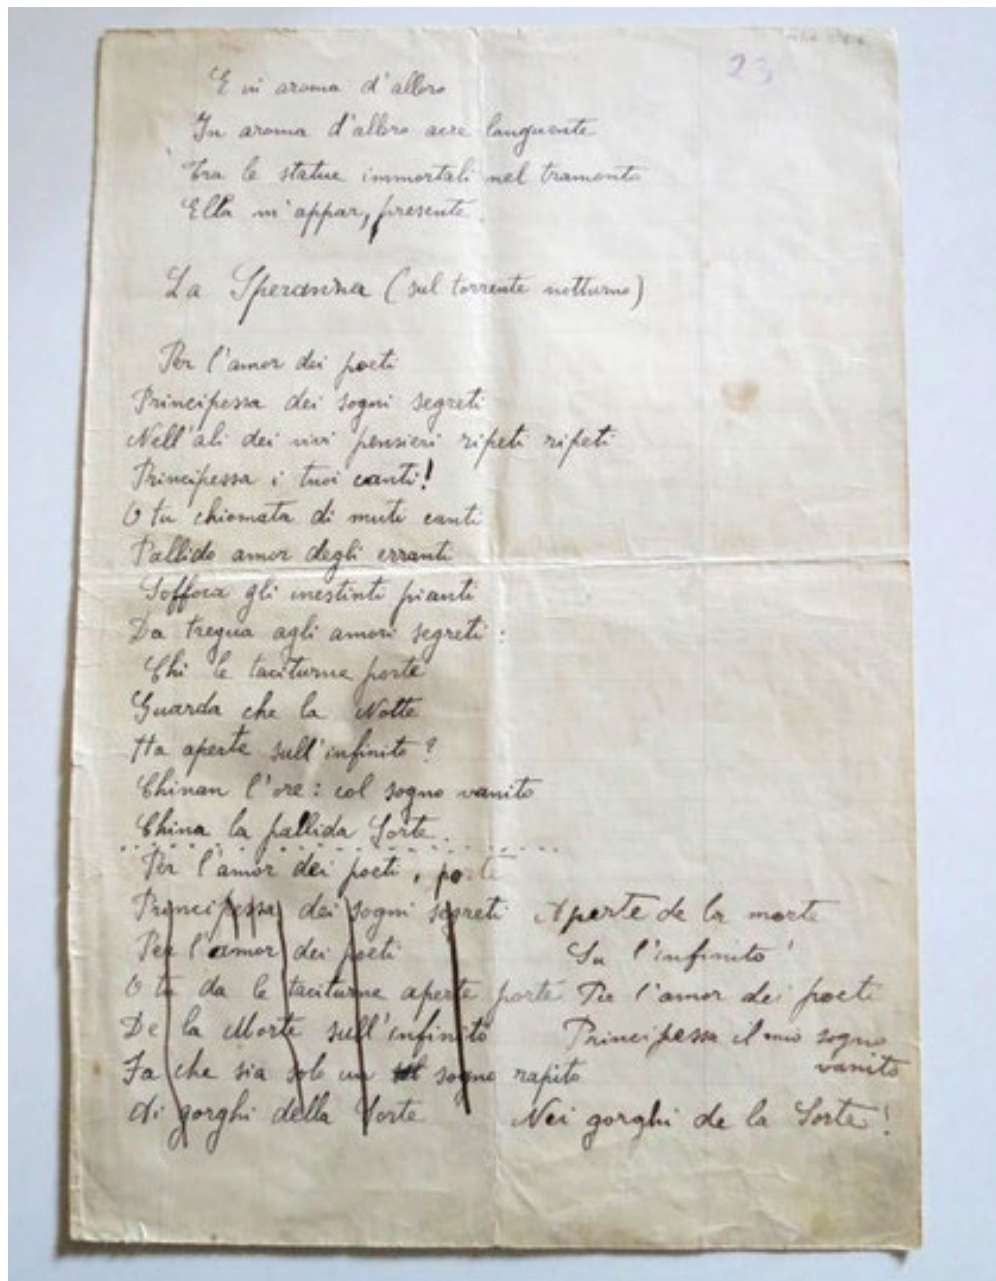 23,
E in aroma d'alloro
In aroma d'alloro acre languente
Tra le statue immortali nel tramonto
Ella m'appar, presente.
La Speranza (sul torrente notturno)
Per l'amor dei poeti
Principessa dei sogni segreti
Nell'ali dei vivi pensieri ripeti ripeti
Principessa i tuoi canti!
O tu chiomata di muti canti
Pallido amor degli erranti
Soffoca gli inestinti pianti
Da tregua agli amori segreti:
Chi le taciturne porte
Guarda che la Notte
Ha aperte sull'infinito?
Chinan l'ore: col sogno vanito
China la pallida Sorte.
Per l'amor dei poeti, porte
Principessa dei sogni segreti Aperte de la morte
Per l'amor dei poeti Su l'infinito!
O tu da le taciturne aperte porte Per l'amor dei poeti
De la Morte sull'infinito Principessa il mio sogno
vanito
Fa che sia solo un sogno rapito
Ai gorghi della Sorte Nei gorghi de la Sorte!